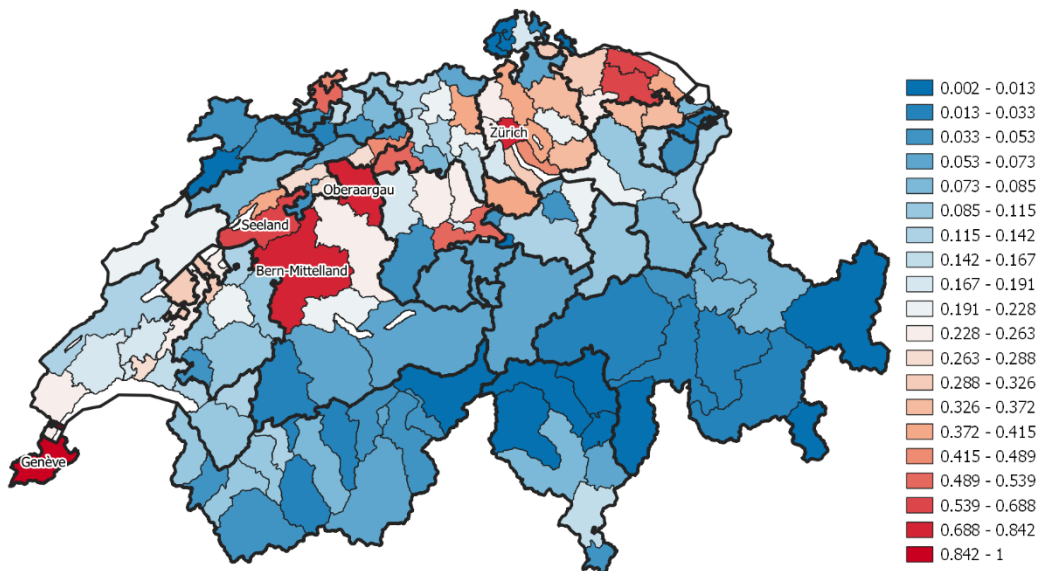 Zürich
Oberaargau
Seeland
Bern-Mittelland
Genève
0.002 - 0.013
0.013 - 0.033
0.033 - 0.053
0.053 - 0.073
0.073 - 0.085
0.085 - 0.115
0.115 - 0.142
0.142 - 0.167
0.167 - 0.191
0.191 - 0.228
0.228 - 0.263
0.263 - 0.288
0.288 - 0.326
0.326 - 0.372
0.372 - 0.415
0.415 - 0.489
0.489 - 0.539
0.539 - 0.688
0.688 - 0.842
0.842 - 1